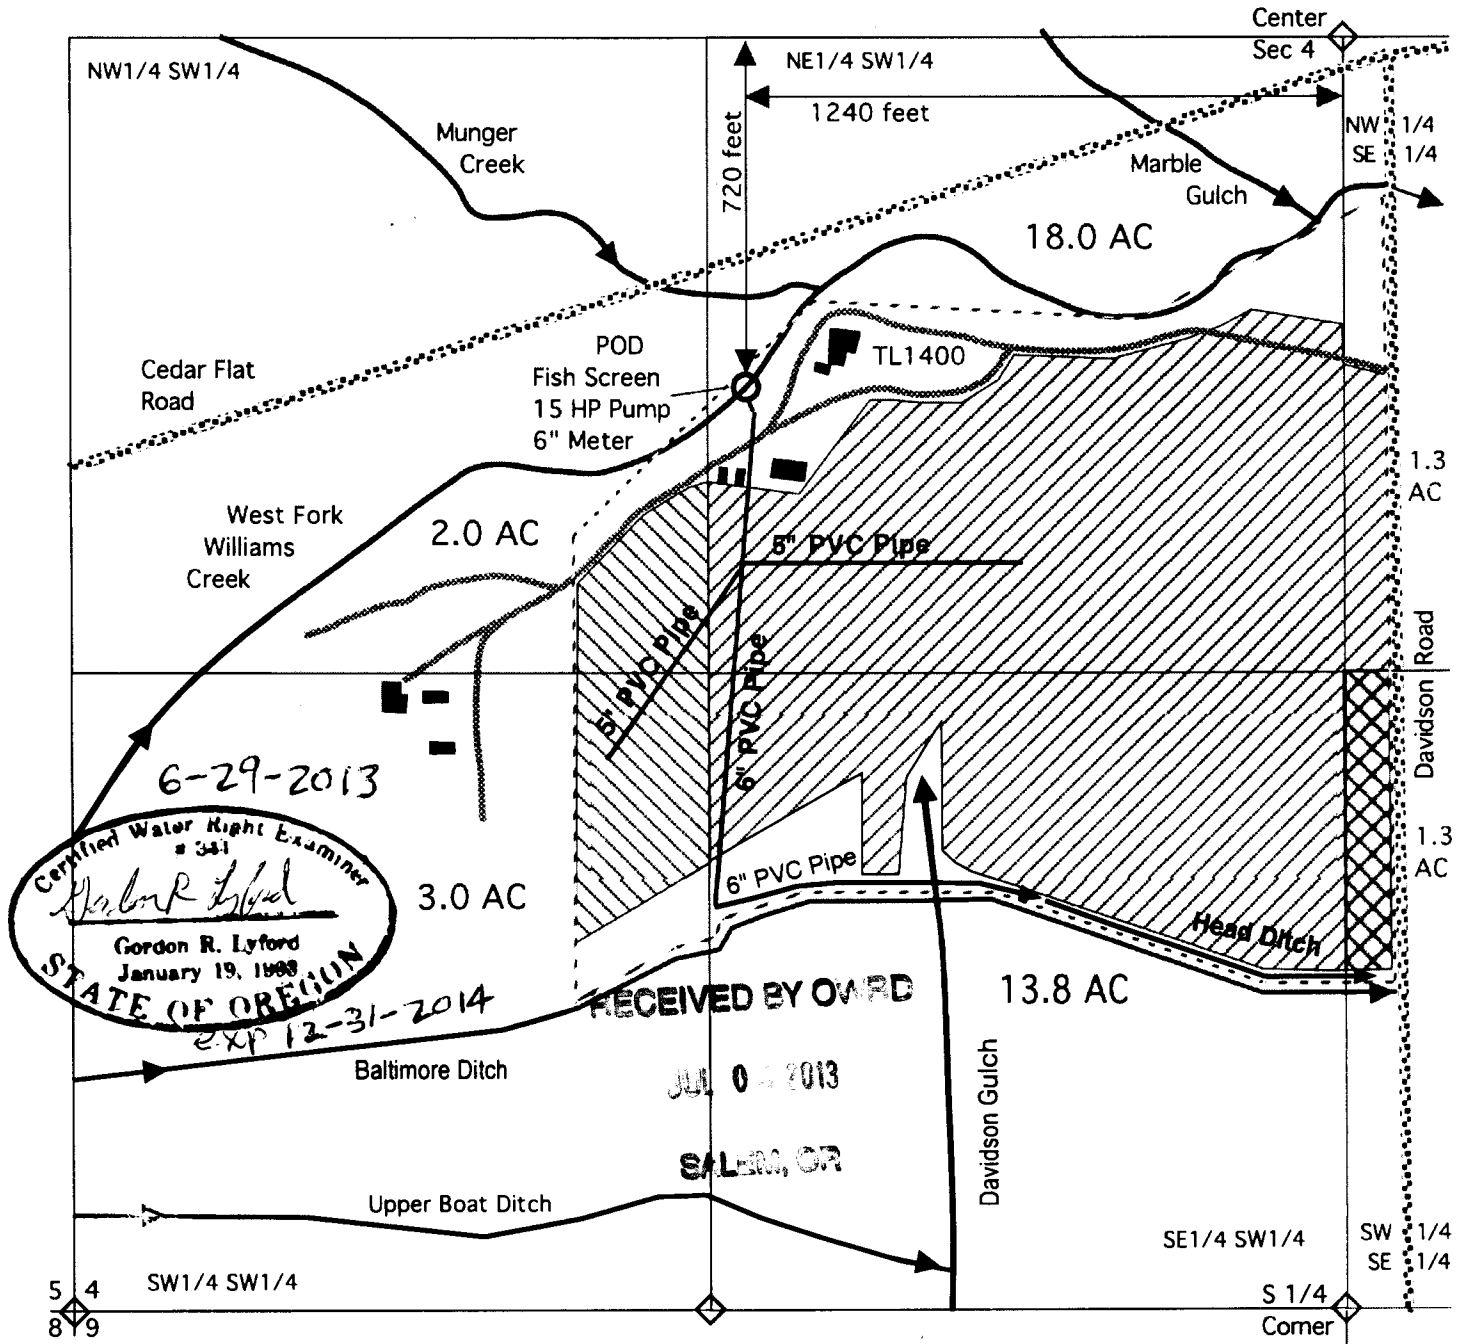 Center
Sec 4
NW1/4 SW1/4
NE1/4 SW1/4
1240 feet
720 feet
NW 1/4
SE 1/4
Munger
Creek
Marble
Gulch
18.0 AC
POD
Fish Screen
15 HP Pump
6" Meter
TL1400
Cedar Flat
Road
1.3
AC
West Fork
Williams
Creek
2.0 AC
5" PVC Pipe
5" PVC Pipe
6" PVC Pipe
Davidson Road
6-29-2013
Certified Water Right Examiner
# 341
Gordon R. Lyford
Gordon R. Lyford
January 19, 1993
STATE OF OREGON
exp 12-31-2014
3.0 AC
6" PVC Pipe
1.3
AC
Head Ditch
RECEIVED BY OWRD
13.8 AC
Baltimore Ditch
JUL 0 2013
Davidson Gulch
SALEM, OR
Upper Boat Ditch
SE1/4 SW1/4
SW 1/4
SE 1/4
SW1/4 SW1/4
5 4
8 9
S 1/4
Corner